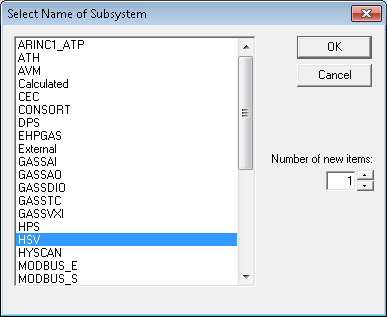 Select Name of Subsystem
ARINC1_ATP
ATH
AVM
Calculated
CEC
CONSORT
DPS
EHPGAS
External
GASSAI
GASSAO
GASSDIO
GASSTC
GASSVXI
HPS
HSV
HYSCAN
MODBUS_E
MODBUS_S
OK
Cancel
Number of new items:
1